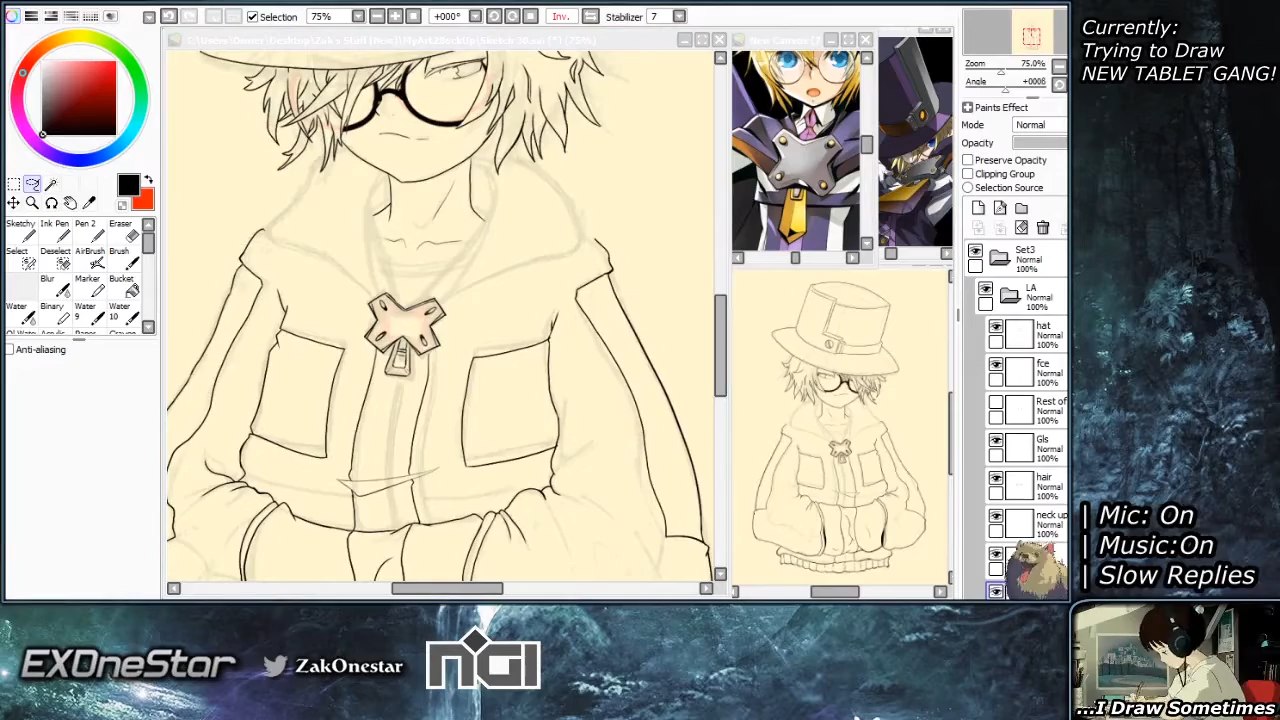 Selection
75%
+000°
Inv.
Stabilizer
7
Currently:
Trying to Draw
NEW TABLET GANG!
Zoom
75.0%
Angle
Paints Effect
Mode
Normal
Opacity
Preserve Opacity
Clipping Group
Selection Source
Sketchy
Ink Pen
Pen 2
Eraser
Select
Deselect
AirBrush
Brush
Blur
Marker
Bucket
Water
Binary
Water 9
Water 10
Anti-aliasing
Set3
Normal
100%
LA
Normal
100%
hat
Normal
100%
fce
Normal
100%
Rest of
Normal
100%
Gls
Normal
100%
hair
Normal
100%
neck up
Normal
100%
| Mic: On
| Music:On
| Slow Replies
EXOneStar
ZakOnestar
NGI
...I Draw Sometimes